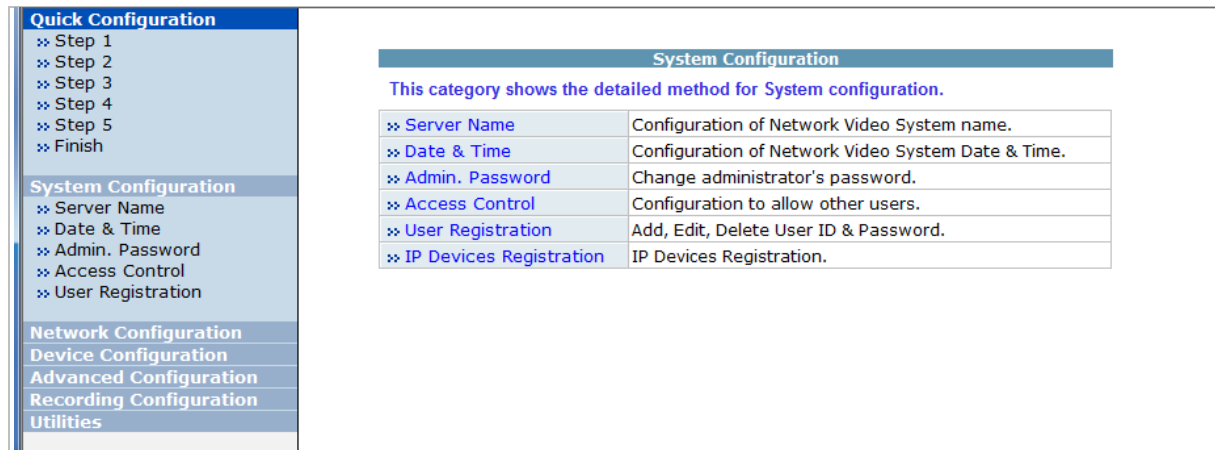 Quick Configuration
» Step 1
» Step 2
» Step 3
» Step 4
» Step 5
» Finish
System Configuration
» Server Name
» Date & Time
» Admin. Password
» Access Control
» User Registration
Network Configuration
Device Configuration
Advanced Configuration
Recording Configuration
Utilities
System Configuration
This category shows the detailed method for System configuration.
» Server Name Configuration of Network Video System name.
» Date & Time Configuration of Network Video System Date & Time.
» Admin. Password Change administrator's password.
» Access Control Configuration to allow other users.
» User Registration Add, Edit, Delete User ID & Password.
» IP Devices Registration IP Devices Registration.